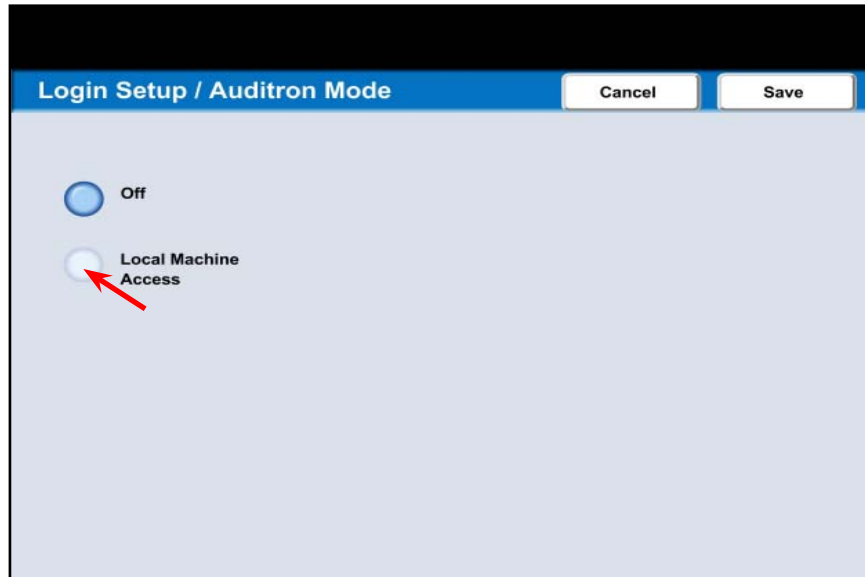 Login Setup / Auditron Mode
Cancel
Save
Off
Local Machine
Access